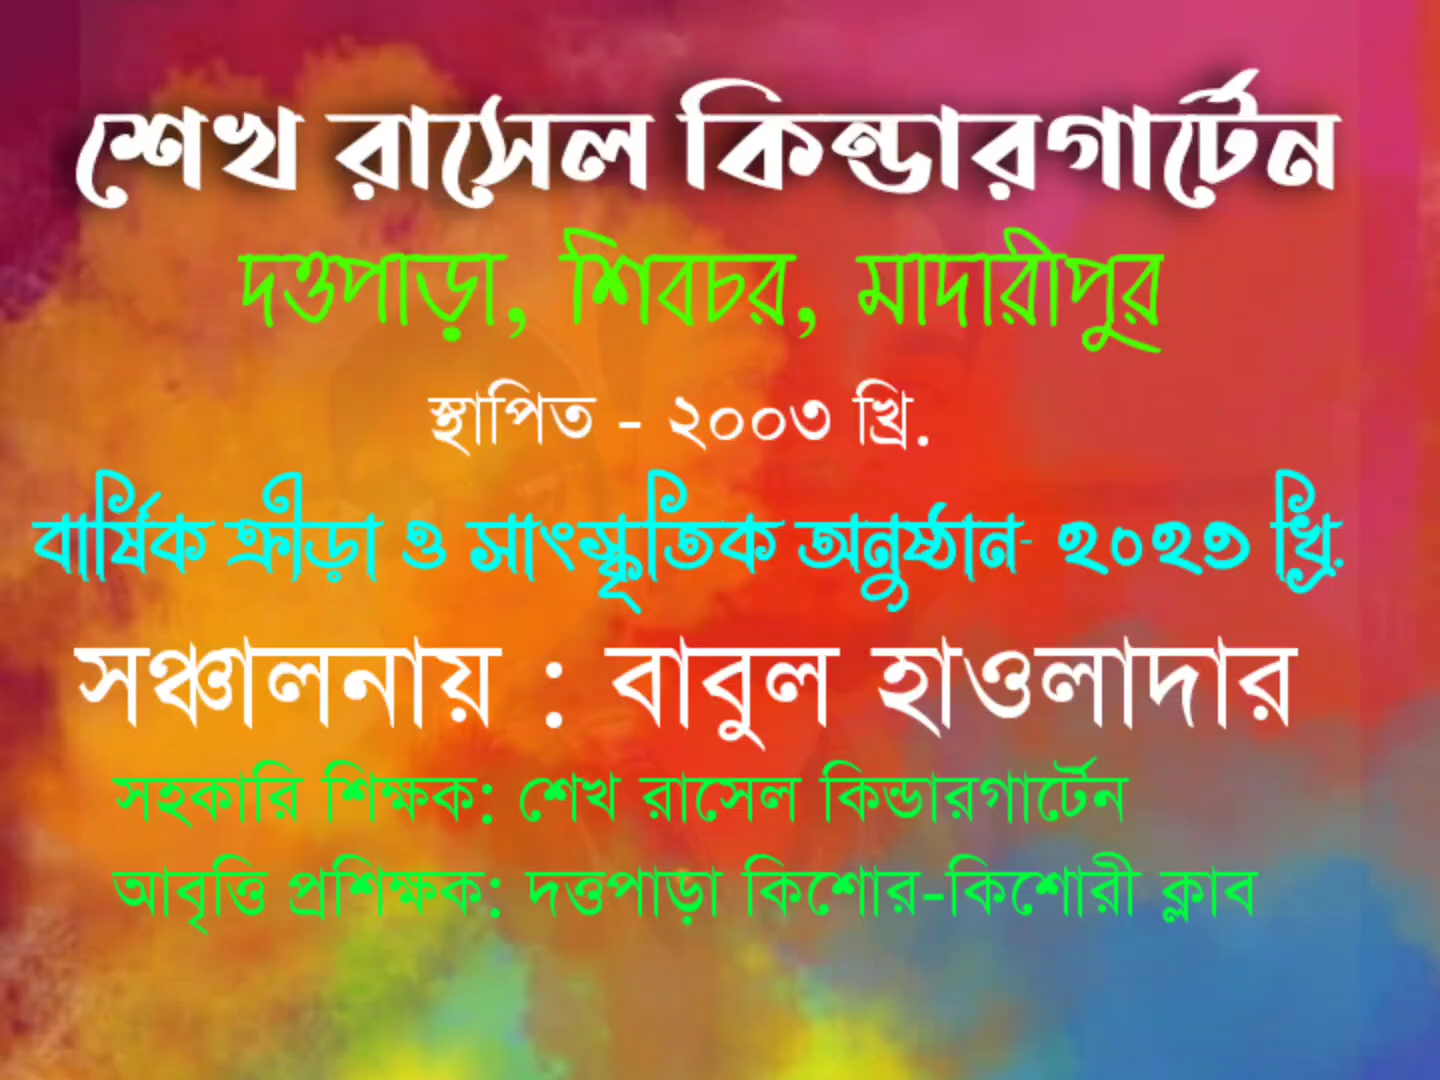 শেখ রাসেল কিন্ডারগার্টেন
দত্তপাড়া, শিবচর, মাদারীপুর
স্থাপিত - ২০০৩ খ্রি.
বার্ষিক ক্রীড়া ও সাংস্কৃতিক অনুষ্ঠান- ২০২৩ খ্রি.
সঞ্চালনায় : বাবুল হাওলাদার
সহকারি শিক্ষক: শেখ রাসেল কিন্ডারগার্টেন
আবৃত্তি প্রশিক্ষক: দত্তপাড়া কিশোর-কিশোরী ক্লাব